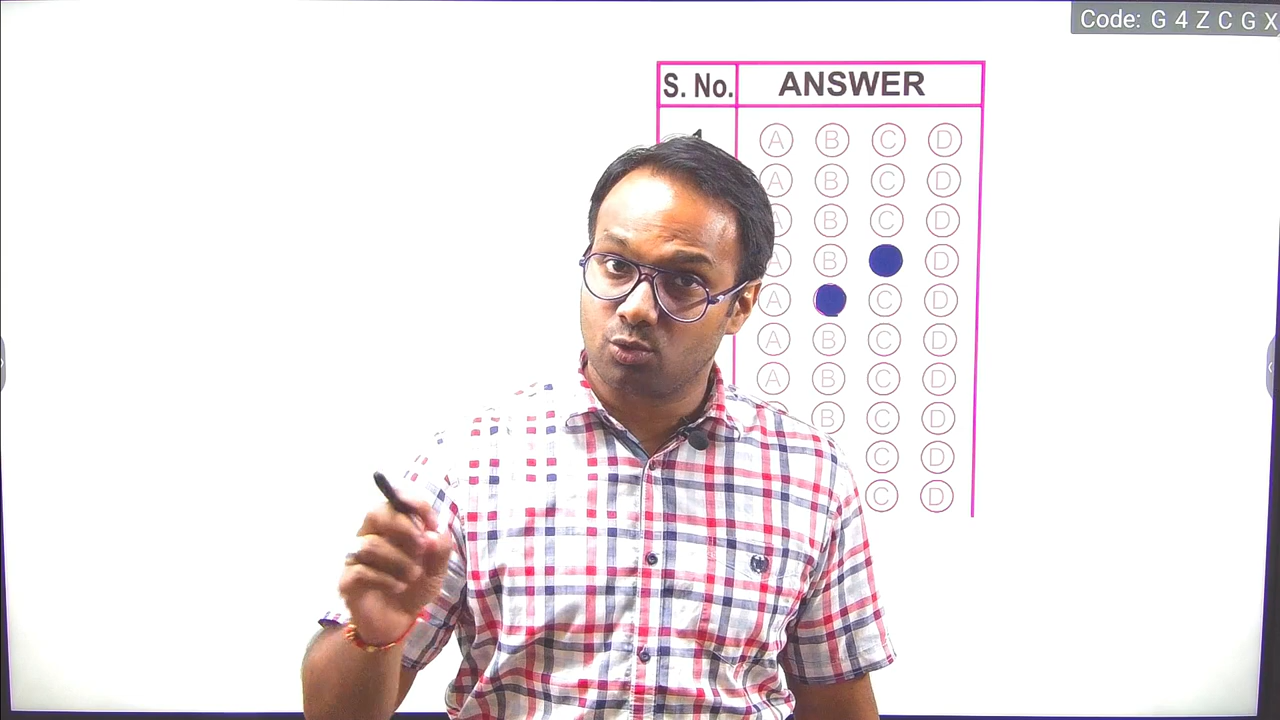 Code: G 4 Z C G X
S. No. ANSWER
A B C D
A B C D
A B C D
A B D
A C D
A B C D
A B C D
B C D
C D
C D